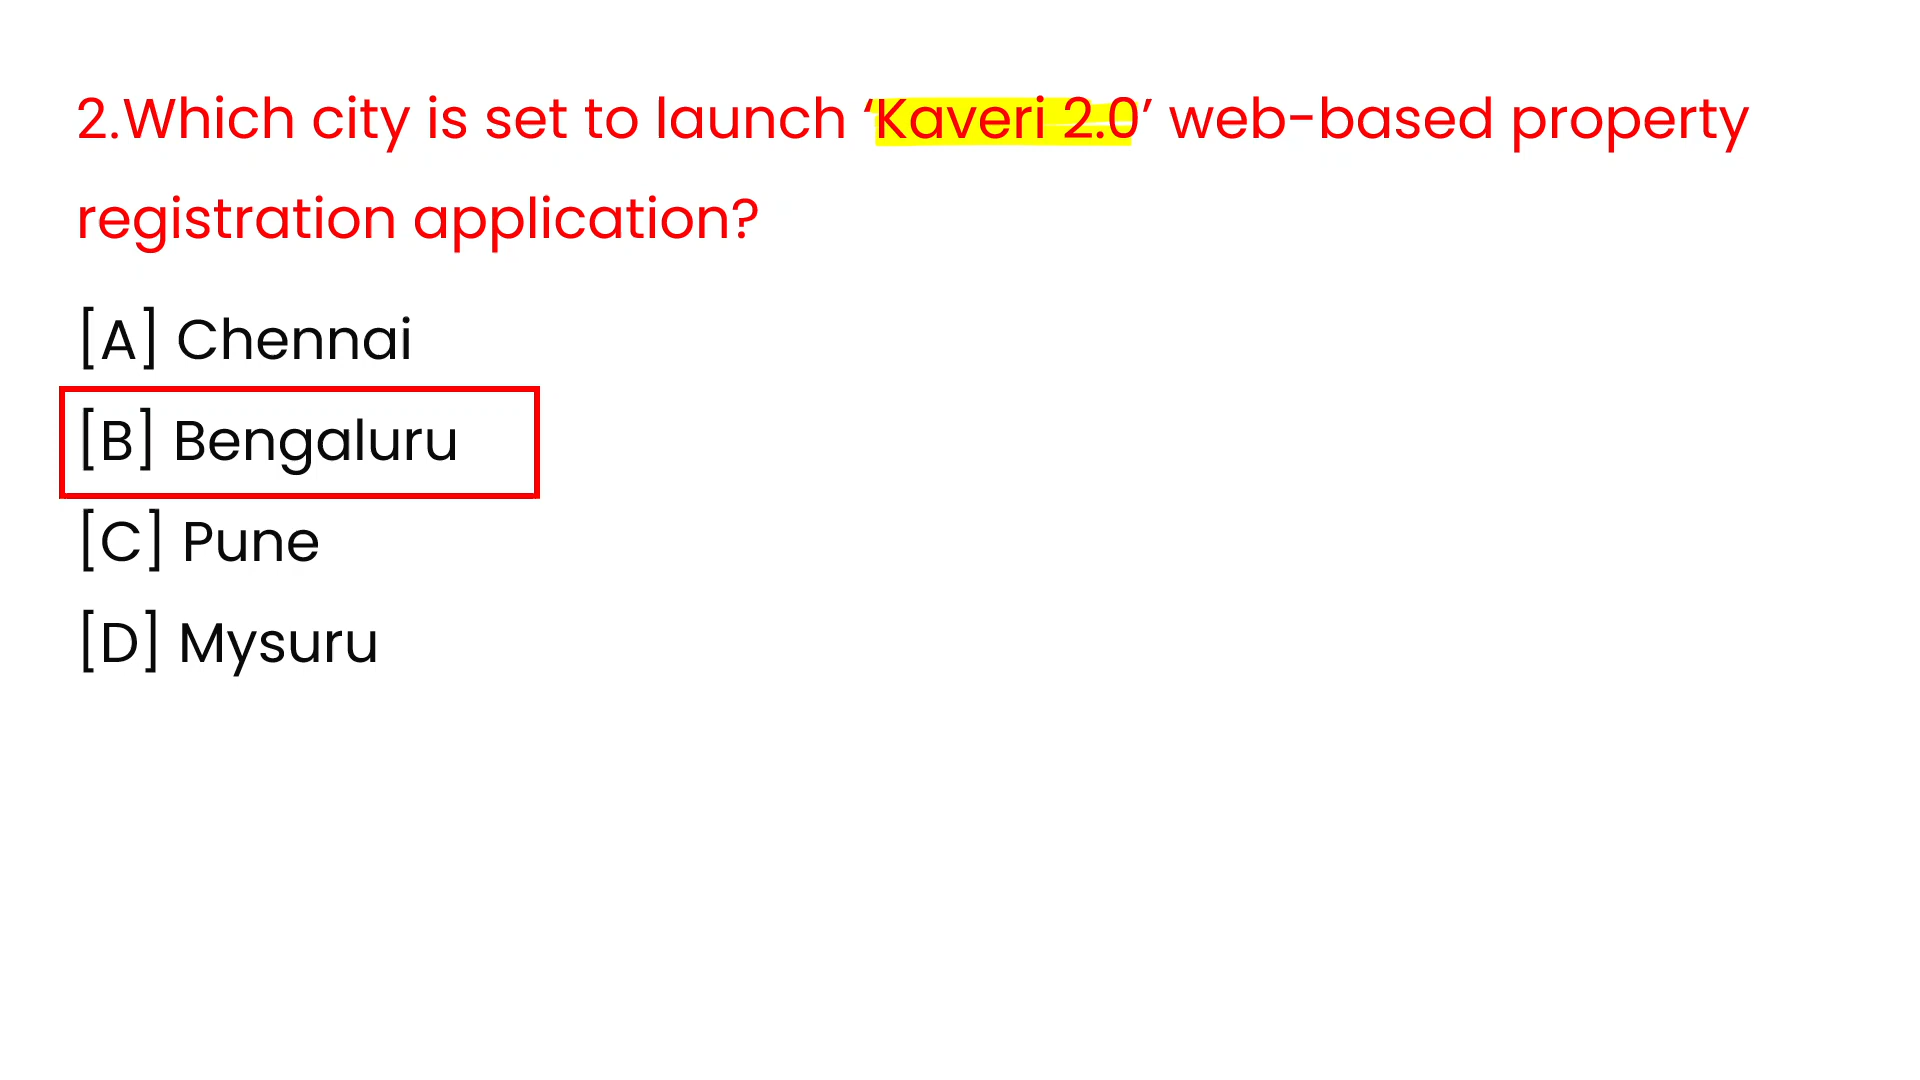 2.Which city is set to launch ‘Kaveri 2.0’ web-based property
registration application?
[A] Chennai
[B] Bengaluru
[C] Pune
[D] Mysuru